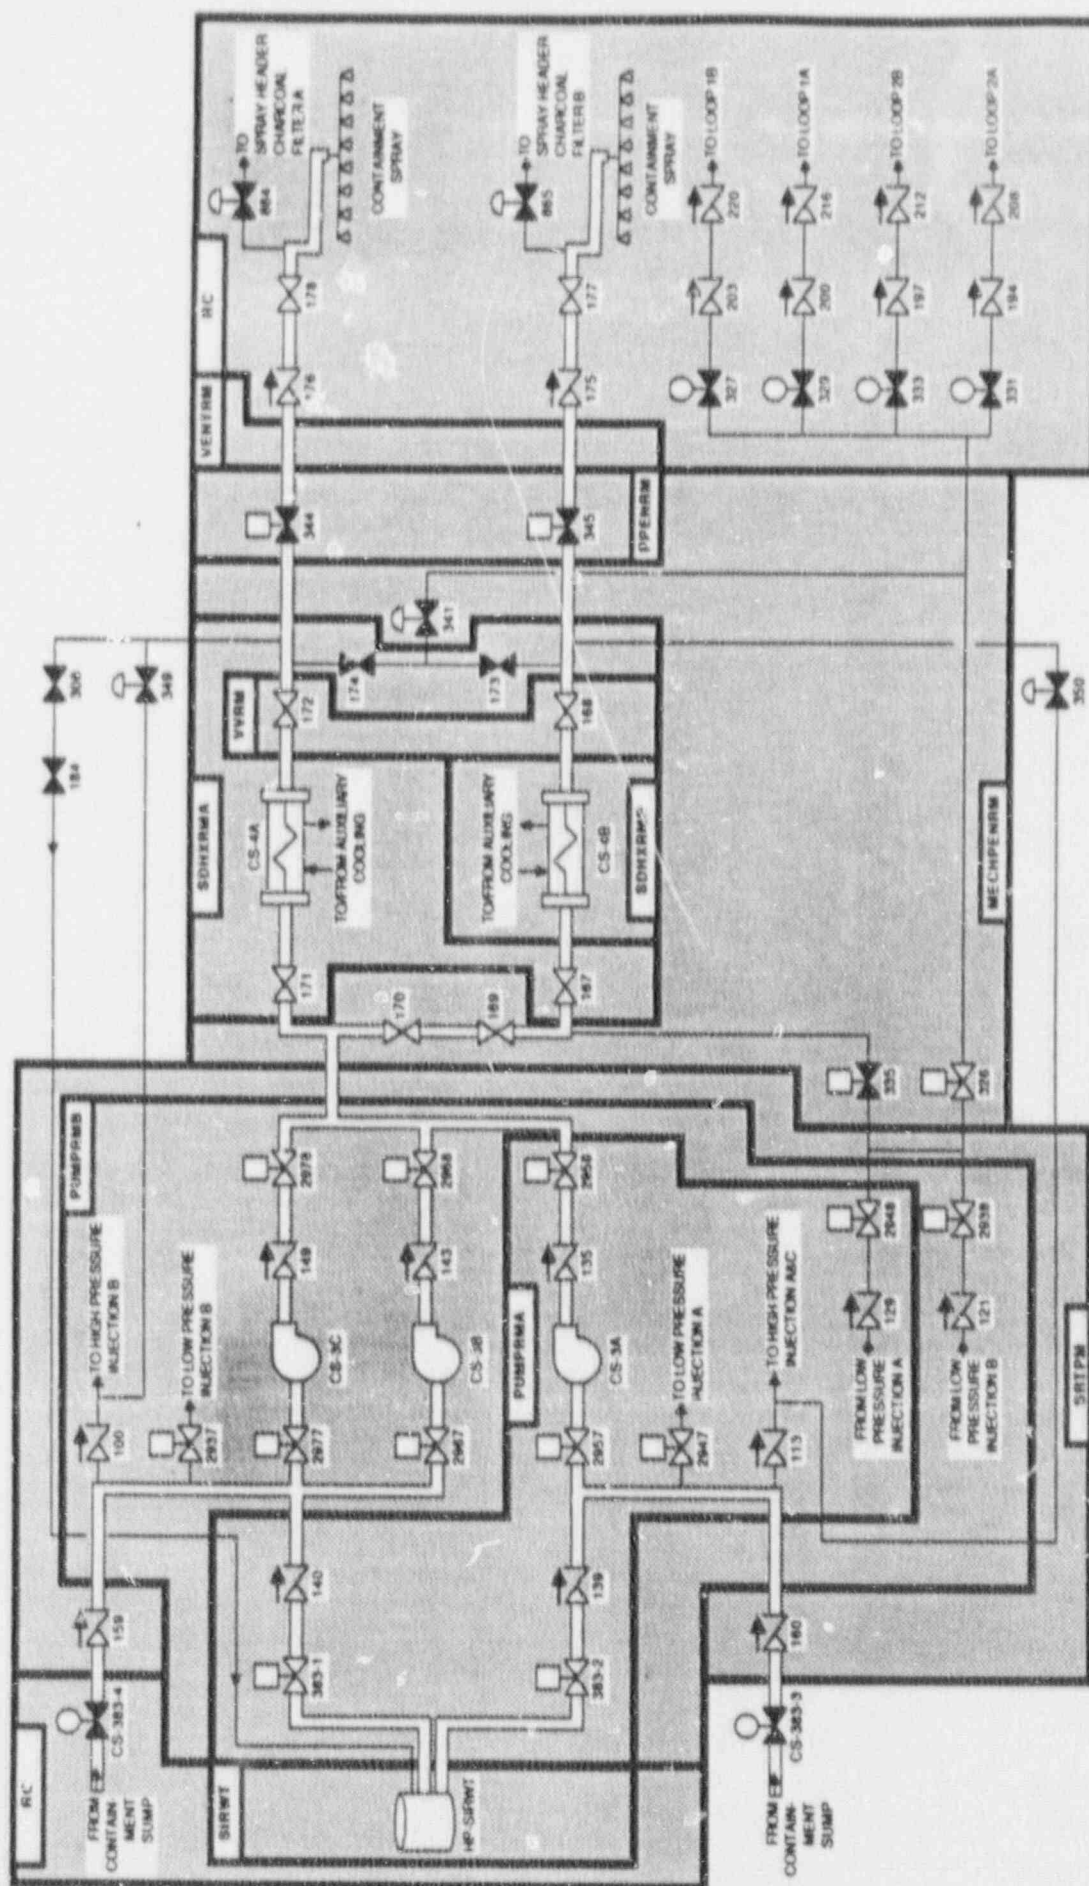 RC
FROM
CONTAIN-
MENT
SUMP
CS-383-4
159
100
TO HIGH PRESSURE
INJECTION B
2937
TO LOW PRESSURE
INJECTION B
PUMPRMB
184
306
349
SIRWT
HP-SIRWT
383-1
140
2977
CS-3C
149
2978
2967
CS-3B
143
2968
383-2
139
2957
CS-3A
135
2958
PUMPRMA
2947
TO LOW PRESSURE
INJECTION A
113
TO HIGH PRESSURE
INJECTION A&C
FROM
CONTAIN-
MENT
SUMP
CS-383-3
160
FROM LOW
PRESSURE
INJECTION A
129
2948
335
FROM LOW
PRESSURE
INJECTION B
121
2938
326
SRTPM
SDHXRMA
171
CS-4A
TO/FROM AUXILIARY
COOLING
VVRM
172
170
169
174
341
173
167
CS-4B
TO/FROM AUXILIARY
COOLING
168
MECHPENRM
350
344
345
PPENRM
VENTRM
RC
176
178
884
TO
SPRAY HEADER
CHARCOAL
FILTER A
CONTAINMENT
SPRAY
175
177
885
TO
SPRAY HEADER
CHARCOAL
FILTER B
CONTAINMENT
SPRAY
327
203
220
TO LOOP 1B
329
200
216
TO LOOP 1A
333
197
212
TO LOOP 2B
331
194
208
TO LOOP 2A